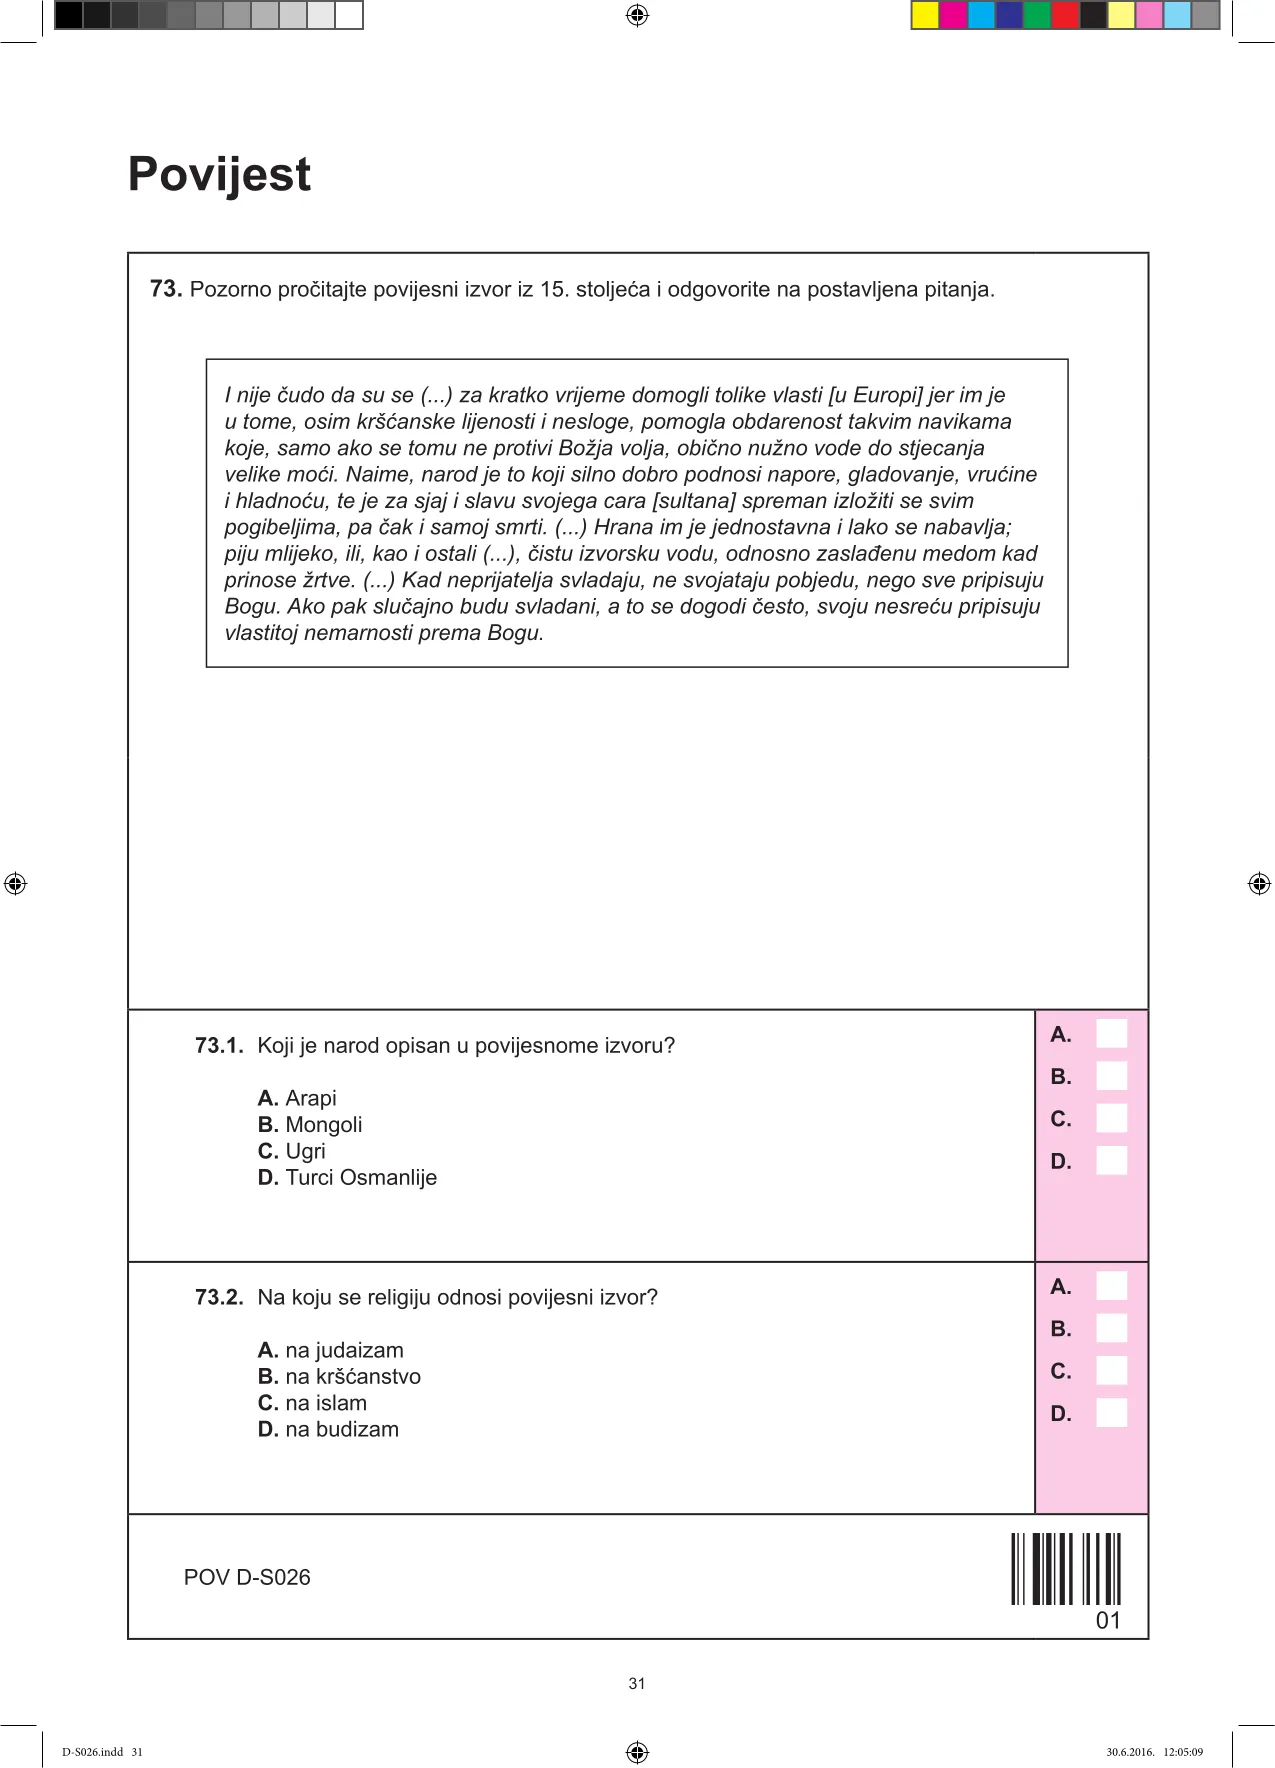 Povijest
73. Pozorno pročitajte povijesni izvor iz 15. stoljeća i odgovorite na postavljena pitanja.
I nije čudo da su se (...) za kratko vrijeme domogli tolike vlasti [u Europi] jer im je
u tome, osim kršćanske lijenosti i nesloge, pomogla obdarenost takvim navikama
koje, samo ako se tomu ne protivi Božja volja, obično nužno vode do stjecanja
velike moći. Naime, narod je to koji silno dobro podnosi napore, gladovanje, vrućine
i hladnoću, te je za sjaj i slavu svojega cara [sultana] spreman izložiti se svim
pogibeljima, pa čak i samoj smrti. (...) Hrana im je jednostavna i lako se nabavlja;
piju mlijeko, ili, kao i ostali (...), čistu izvorsku vodu, odnosno zaslađenu medom kad
prinose žrtve. (...) Kad neprijatelja svladaju, ne svojataju pobjedu, nego sve pripisuju
Bogu. Ako pak slučajno budu svladani, a to se dogodi često, svoju nesreću pripisuju
vlastitoj nemarnosti prema Bogu.
73.1. Koji je narod opisan u povijesnome izvoru?
A. Arapi
B. Mongoli
C. Ugri
D. Turci Osmanlije
A.
B.
C.
D.
73.2. Na koju se religiju odnosi povijesni izvor?
A. na judaizam
B. na kršćanstvo
C. na islam
D. na budizam
A.
B.
C.
D.
POV D-S026
01
31
D-S026.indd 31
30.6.2016. 12:05:09